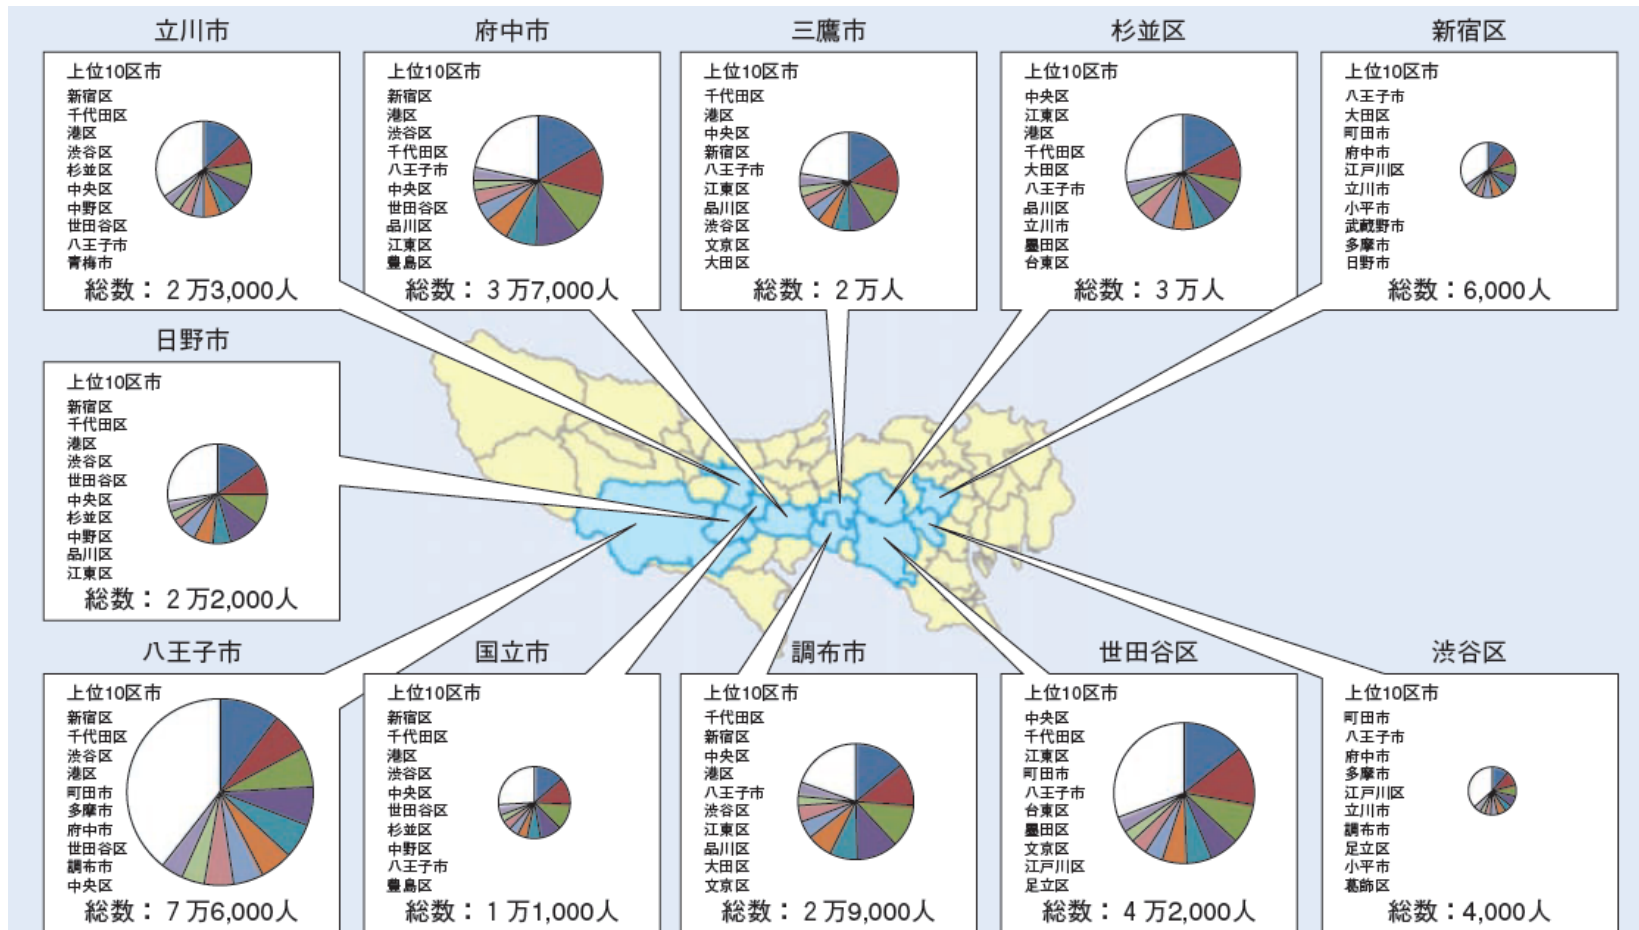 立川市
上位10区市
新宿区
千代田区
港区
渋谷区
杉並区
中央区
中野区
世田谷区
八王子市
青梅市
総数：2万3,000人
府中市
上位10区市
新宿区
港区
渋谷区
千代田区
八王子市
中央区
世田谷区
品川区
江東区
豊島区
総数：3万7,000人
三鷹市
上位10区市
千代田区
港区
中央区
新宿区
八王子市
江東区
品川区
渋谷区
文京区
大田区
総数：2万人
杉並区
上位10区市
中央区
江東区
港区
千代田区
大田区
八王子市
品川区
立川市
墨田区
台東区
総数：3万人
新宿区
上位10区市
八王子市
大田区
町田市
府中市
江戸川区
立川市
小平市
武蔵野市
多摩市
日野市
総数：6,000人
日野市
上位10区市
新宿区
千代田区
港区
渋谷区
世田谷区
中央区
杉並区
中野区
品川区
江東区
総数：2万2,000人
八王子市
上位10区市
新宿区
千代田区
渋谷区
港区
町田市
多摩市
府中市
世田谷区
調布市
中央区
総数：7万6,000人
国立市
上位10区市
新宿区
千代田区
港区
渋谷区
中央区
世田谷区
杉並区
中野区
八王子市
豊島区
総数：1万1,000人
調布市
上位10区市
千代田区
新宿区
中央区
港区
八王子市
渋谷区
江東区
品川区
大田区
文京区
総数：2万9,000人
世田谷区
上位10区市
中央区
千代田区
江東区
町田市
八王子市
台東区
墨田区
文京区
江戸川区
足立区
総数：4万2,000人
渋谷区
上位10区市
町田市
八王子市
府中市
多摩市
江戸川区
立川市
調布市
足立区
小平市
葛飾区
総数：4,000人